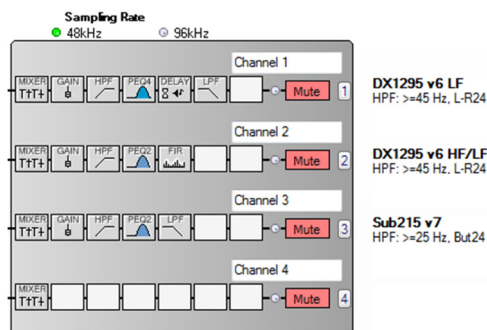 Sampling Rate
48kHz 96kHz
Channel 1
MIXER GAIN HPF PEQ4 DELAY LPF
Mute 1
DX1295 v6 LF
HPF: >=45 Hz, L-R24
Channel 2
MIXER GAIN HPF PEQ2 FIR
Mute 2
DX1295 v6 HF/LF
HPF: >=45 Hz, L-R24
Channel 3
MIXER GAIN HPF PEQ2 LPF
Mute 3
Sub215 v7
HPF: >=25 Hz, But24
Channel 4
MIXER
Mute 4